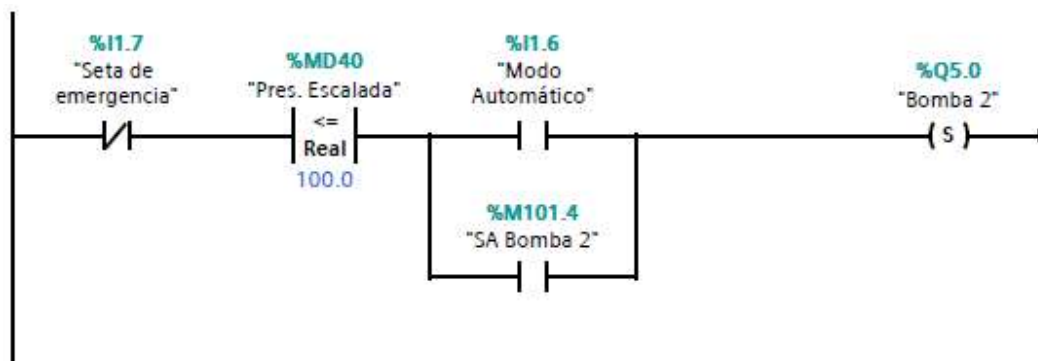 %I1.7
"Seta de
emergencia"
%MD40
"Pres. Escalada"
<=
Real
100.0
%I1.6
"Modo
Automático"
%M101.4
"SA Bomba 2"
%Q5.0
"Bomba 2"
S